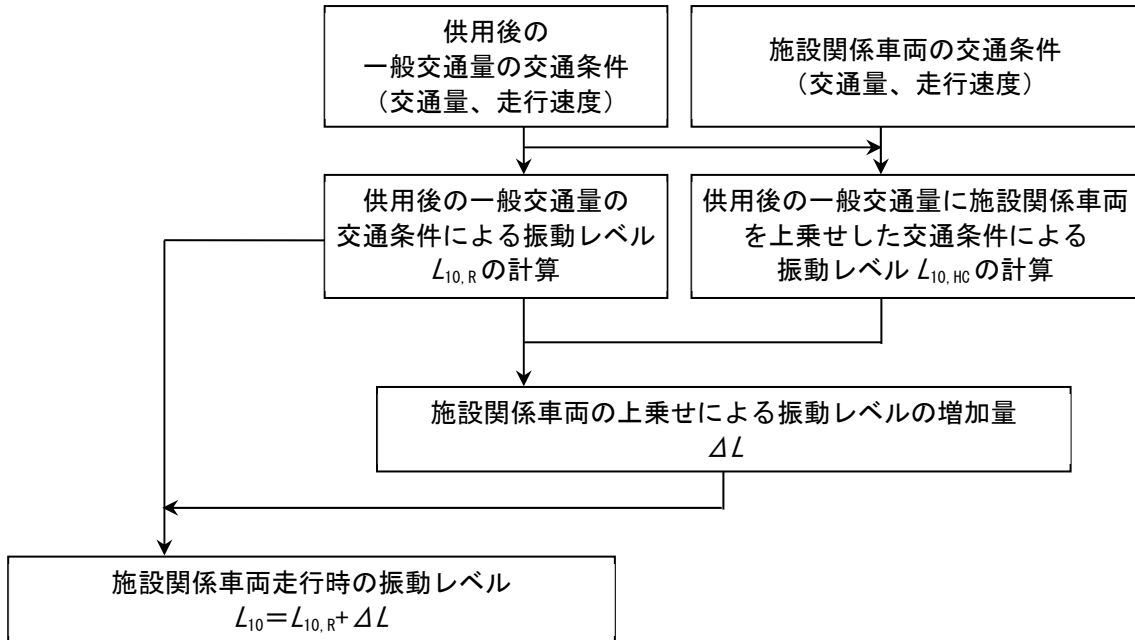 供用後の
一般交通量の交通条件
（交通量、走行速度）
施設関係車両の交通条件
（交通量、走行速度）
供用後の一般交通量の
交通条件による振動レベル
L10,Rの計算
供用後の一般交通量に施設関係車両
を上乗せした交通条件による
振動レベル L10,HCの計算
施設関係車両の上乗せによる振動レベルの増加量
ΔL
施設関係車両走行時の振動レベル
L10＝L10,R+ΔL